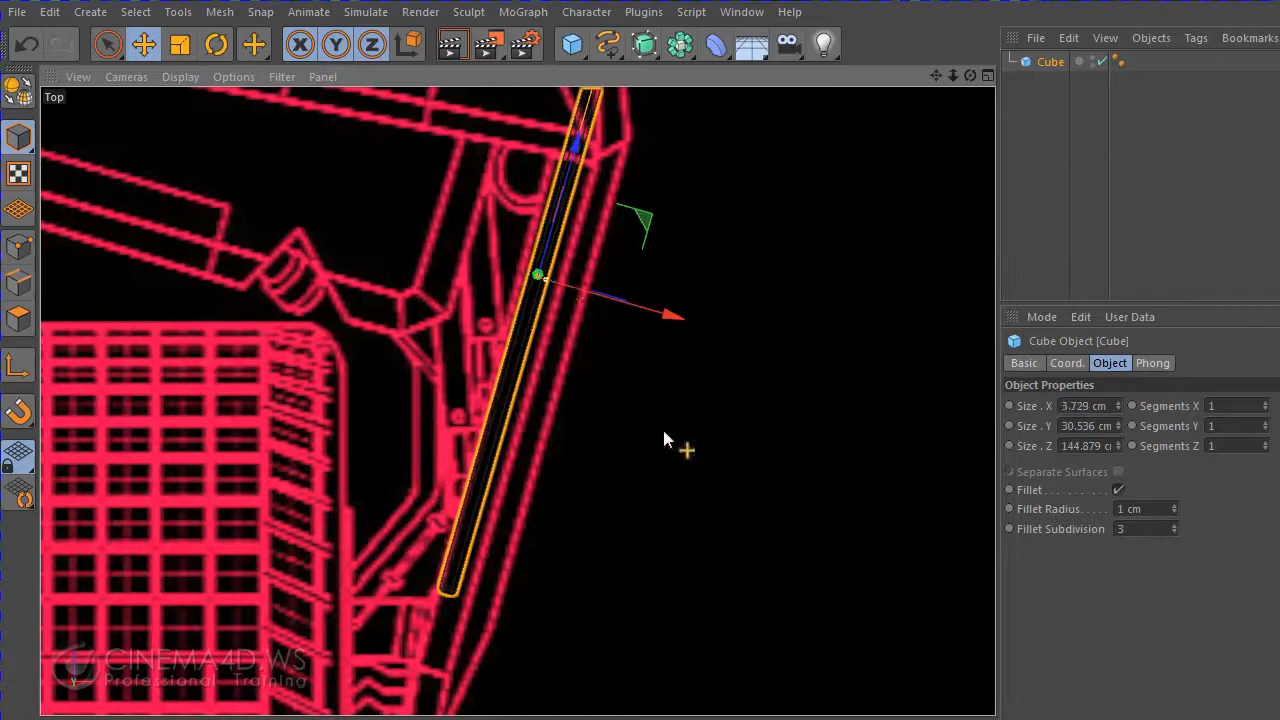 File Edit Create Select Tools Mesh Snap Animate Simulate Render Sculpt MoGraph Character Plugins Script Window Help
File Edit View Objects Tags Bookmarks
View Cameras Display Options Filter Panel
Cube
Top
Mode Edit User Data
Cube Object [Cube]
Basic Coord. Object Phong
Object Properties
Size . X 3.729 cm Segments X 1
Size . Y 30.536 cm Segments Y 1
Size . Z 144.879 c Segments Z 1
Separate Surfaces
Fillet . . . . . . . . . . .
Fillet Radius. . . . . 1 cm
Fillet Subdivision 3
CINEMA4D.WS
Professional Training